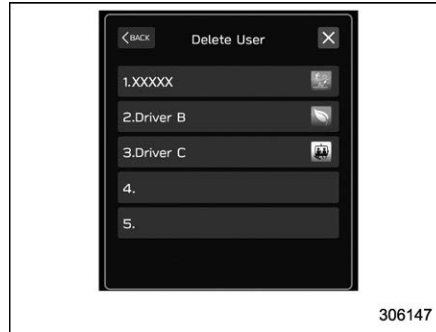 BACK Delete User X
1.XXXXX
2.Driver B
3.Driver C
4.
5.
306147